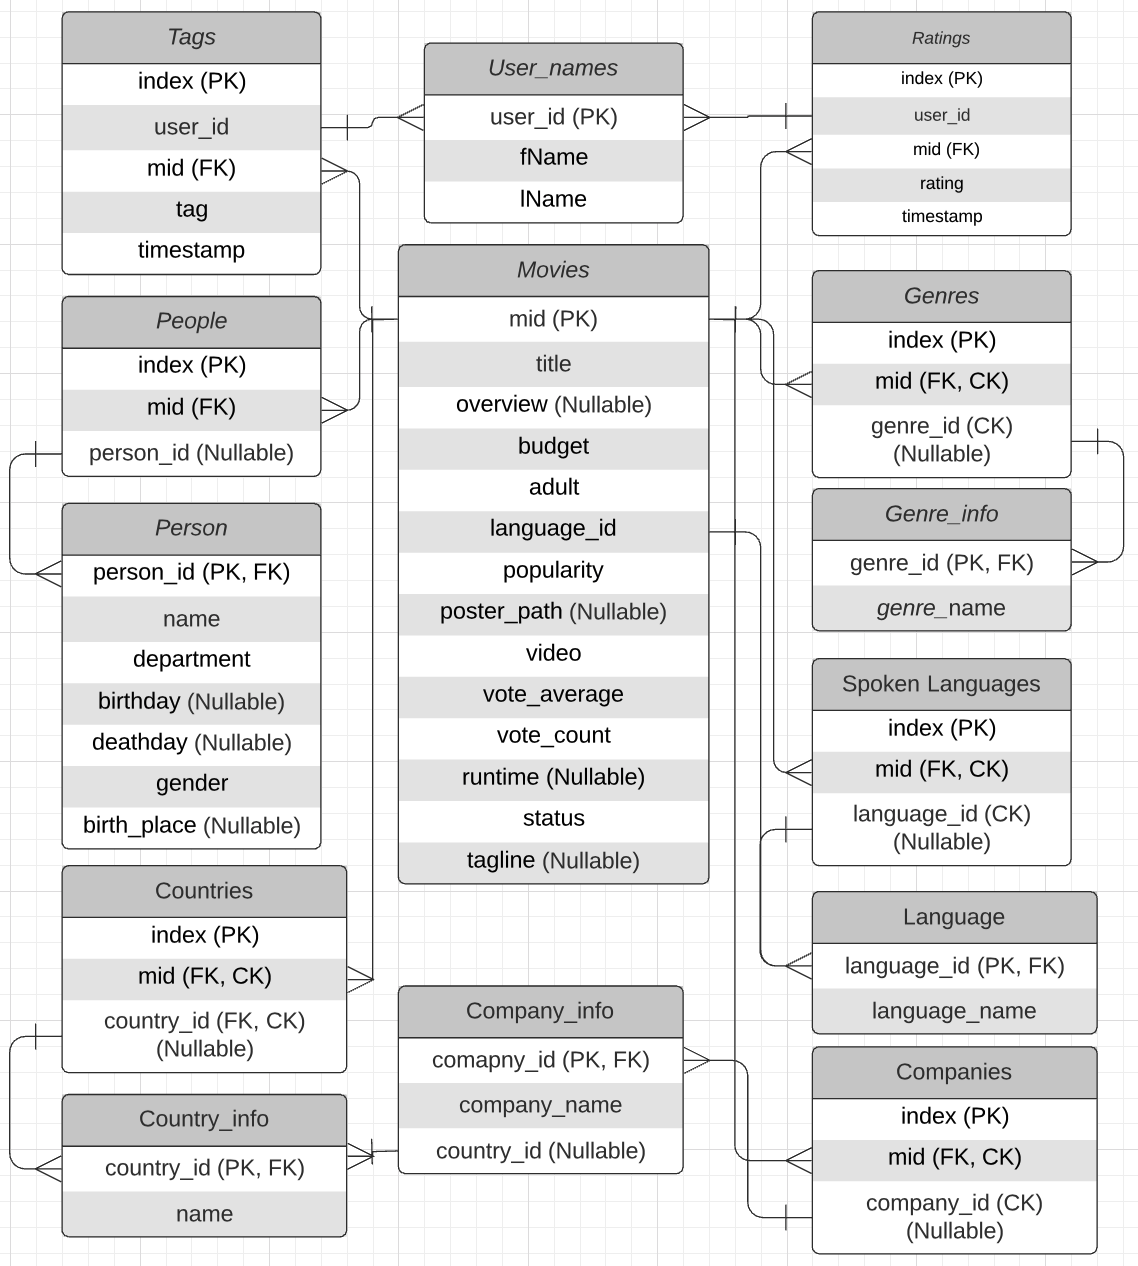 Tags
index (PK)
user_id
mid (FK)
tag
timestamp
User_names
user_id (PK)
fName
lName
Ratings
index (PK)
user_id
mid (FK)
rating
timestamp
People
index (PK)
mid (FK)
person_id (Nullable)
Person
person_id (PK, FK)
name
department
birthday (Nullable)
deathday (Nullable)
gender
birth_place (Nullable)
Movies
mid (PK)
title
overview (Nullable)
budget
adult
language_id
popularity
poster_path (Nullable)
video
vote_average
vote_count
runtime (Nullable)
status
tagline (Nullable)
Genres
index (PK)
mid (FK, CK)
genre_id (CK)
(Nullable)
Genre_info
genre_id (PK, FK)
genre_name
Spoken Languages
index (PK)
mid (FK, CK)
language_id (CK)
(Nullable)
Language
language_id (PK, FK)
language_name
Countries
index (PK)
mid (FK, CK)
country_id (FK, CK)
(Nullable)
Country_info
country_id (PK, FK)
name
Company_info
comapny_id (PK, FK)
company_name
country_id (Nullable)
Companies
index (PK)
mid (FK, CK)
company_id (CK)
(Nullable)